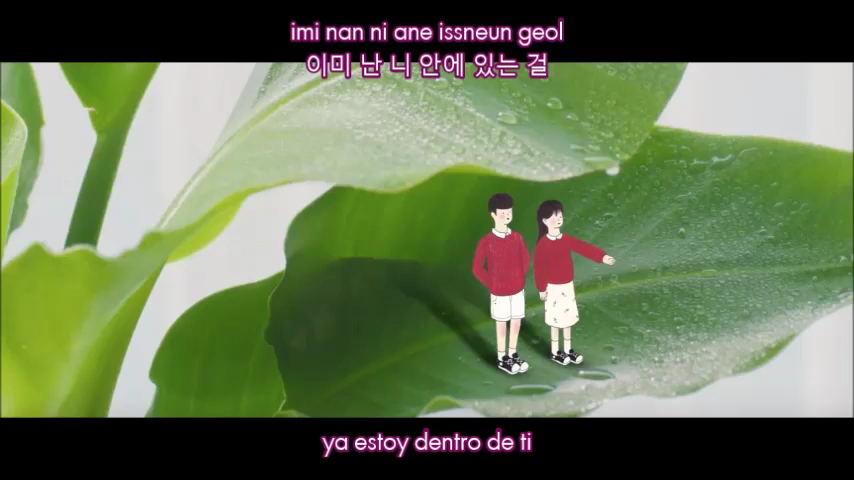 imi nan ni ane issneun geol
이미 난 니 안에 있는 걸
ya estoy dentro de ti